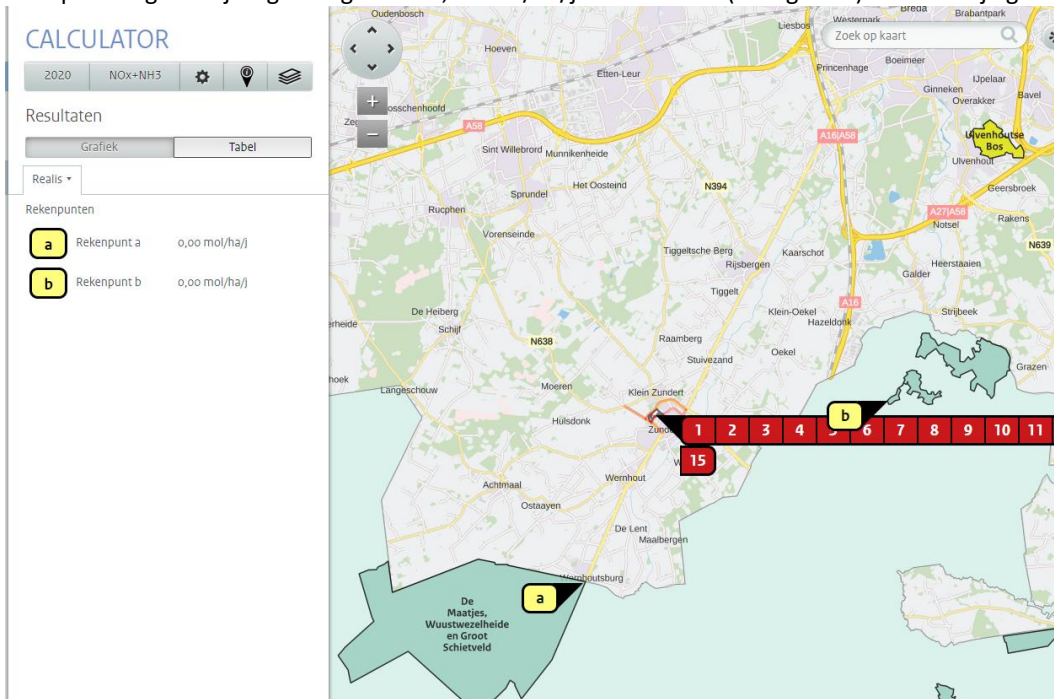 CALCULATOR
2020
NOx+NH3
Resultaten
Grafiek
Tabel
Realis
Rekenpunten
a
Rekenpunt a
0,00 mol/ha/j
b
Rekenpunt b
0,00 mol/ha/j
Zoek op kaart
Oudenbosch
Liesbos
Westernpark
Breda
Brabantpark
Hoeven
Princenhage
Boeimeer
Etten-Leur
IJpelaar
Ginneken
Overakker
Bavel
osschenhoofd
A58
A16|A58
Ulvenhoutse
Bos
Ulvenhout
Sint Willebrord
Munnikenheide
Het Oosteind
N394
Geersbroek
Sprundel
A27|A58
Rucphen
Notsel
Rakens
Vorenseinde
N639
Tiggeltsche Berg
Kaarschot
Rijsbergen
Heerstaaien
Galder
Tiggelt
A16
De Heiberg
Klein-Oekel
Strijbeek
Hazeldonk
Schijf
N638
Raamberg
Oekel
Stuivezand
Grazen
Langeschouw
Moeren
Klein Zundert
b
Hulsdonk
1 2 3 4 5 6 7 8 9 10 11
15
Wernhout
Achtmaal
Ostaayen
De Lent
Maalbergen
Wernhoutsburg
a
De
Maatjes,
Wuustwezelheide
en Groot
Schietveld